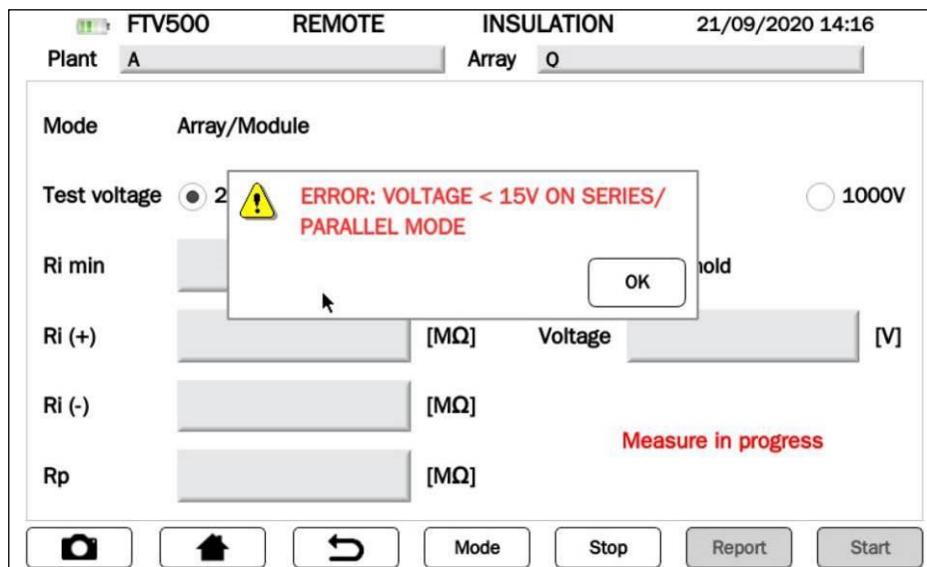 FTV500 REMOTE INSULATION 21/09/2020 14:16
Plant A Array Q
Mode Array/Module
Test voltage 2 1000V
ERROR: VOLTAGE < 15V ON SERIES/
PARALLEL MODE
Ri min
OK
Ri (+) [MΩ] Voltage [V]
Ri (-) [MΩ]
Measure in progress
Rp [MΩ]
Mode Stop Report Start